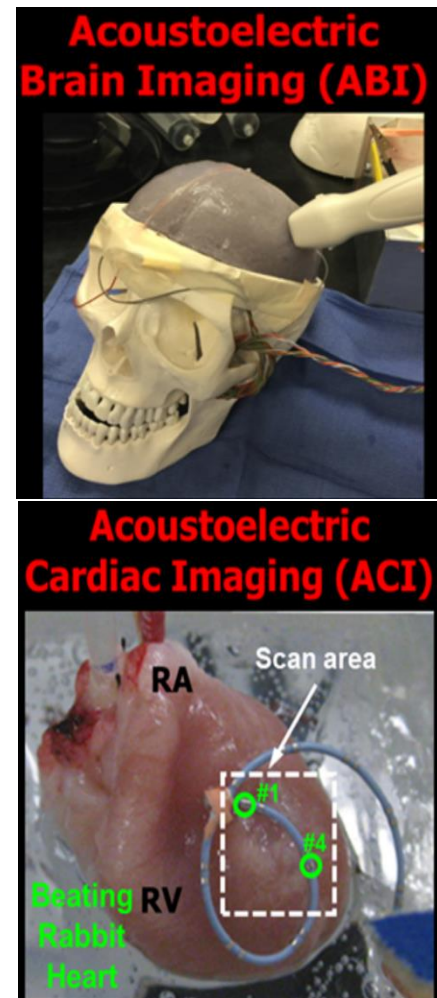 Acoustoelectric
Brain Imaging (ABI)
Acoustoelectric
Cardiac Imaging (ACI)
Scan area
RA
#1
#4
Beating RV
Rabbit
Heart